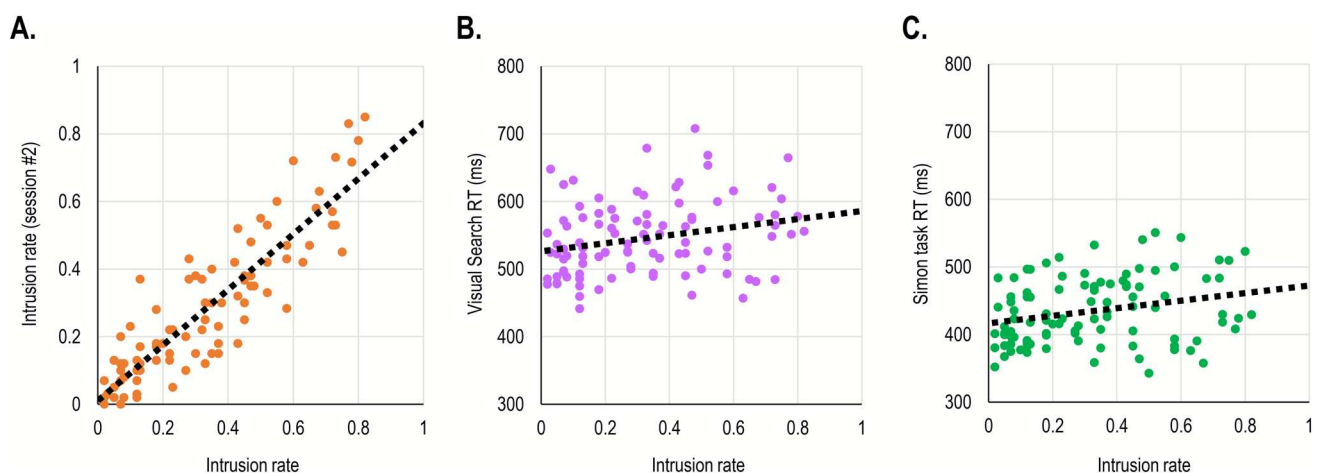 A.
Intrusion rate (session #2)
1
0.8
0.6
0.4
0.2
0
0 0.2 0.4 0.6 0.8 1
Intrusion rate
B.
Visual Search RT (ms)
800
700
600
500
400
300
0 0.2 0.4 0.6 0.8 1
Intrusion rate
C.
Simon task RT (ms)
800
700
600
500
400
300
0 0.2 0.4 0.6 0.8 1
Intrusion rate